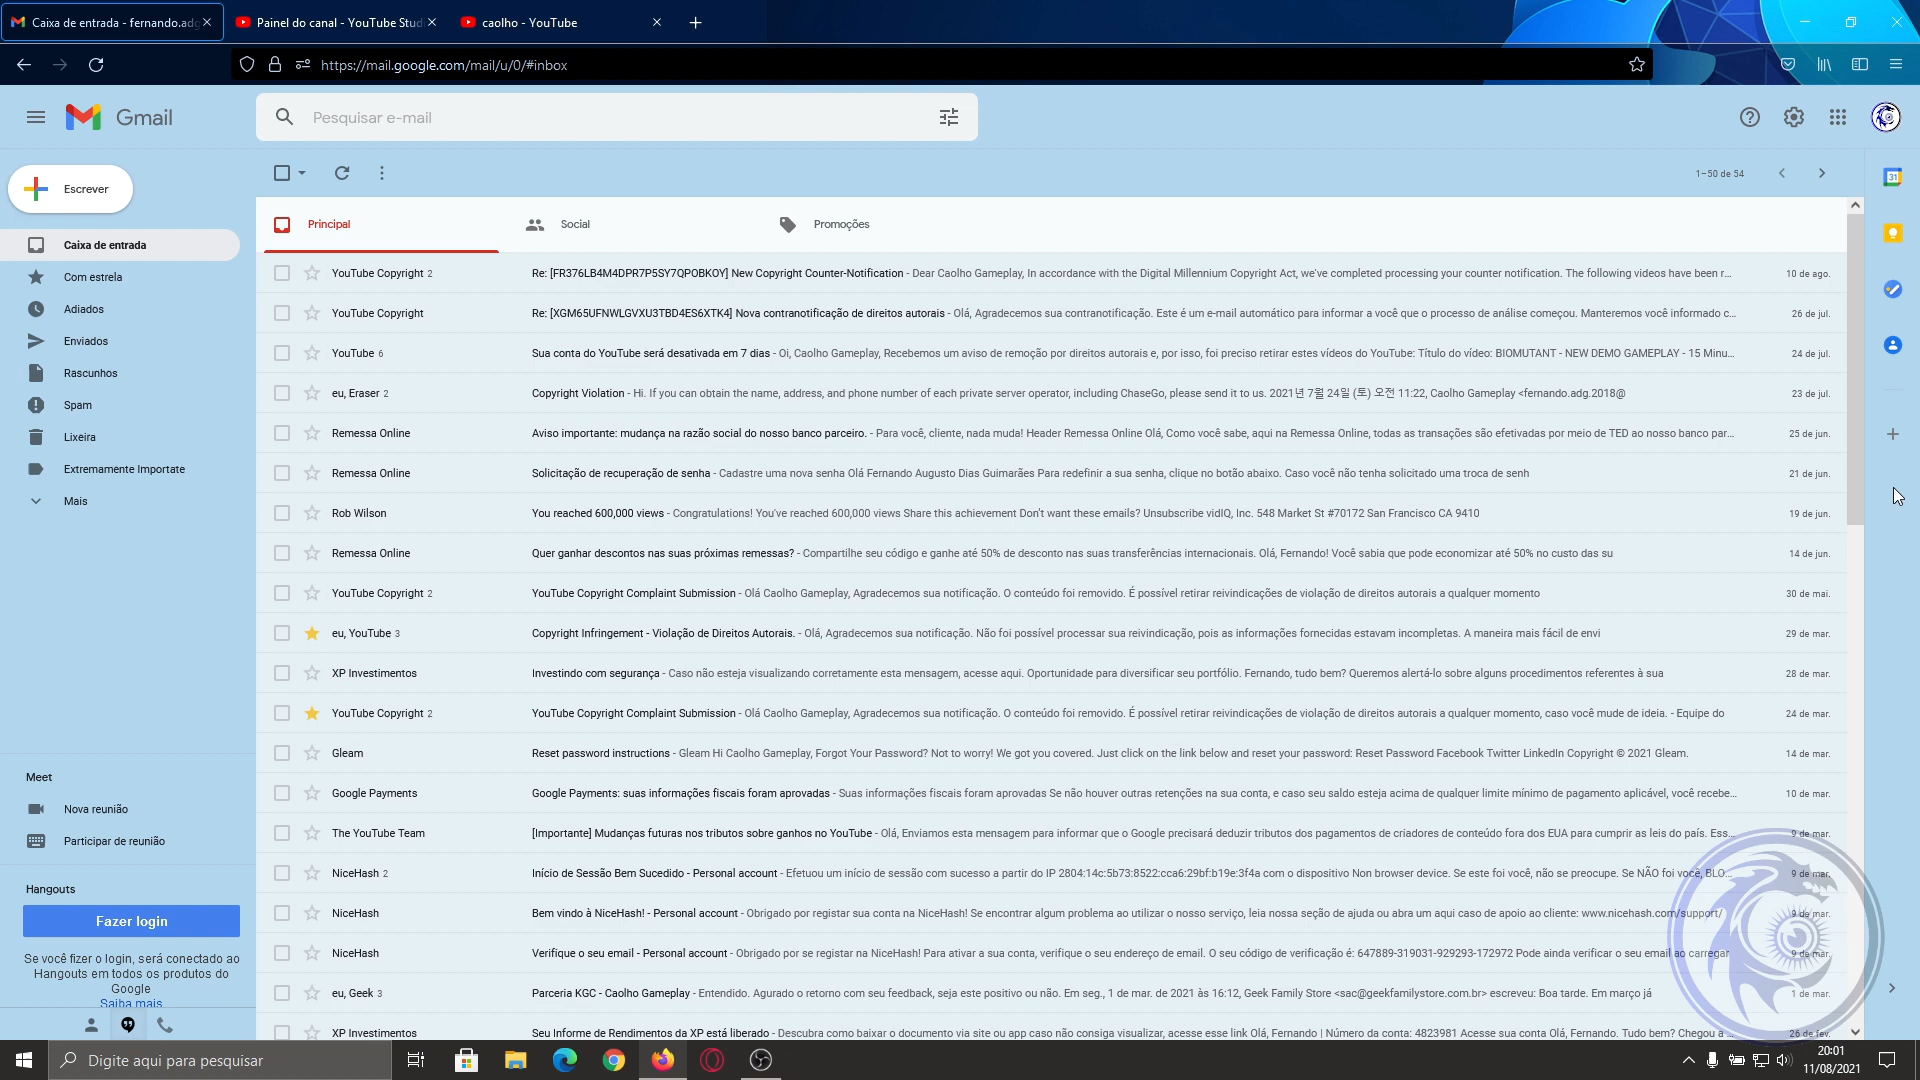 Caixa de entrada - fernando.adg
Painel do canal - YouTube Studi
caolho - YouTube
https://mail.google.com/mail/u/0/#inbox
Gmail
Pesquisar e-mail
Escrever
1–50 de 54
31
Principal
Social
Promoções
Caixa de entrada
Com estrela
Adiados
Enviados
Rascunhos
Spam
Lixeira
Extremamente Importate
Mais
YouTube Copyright 2 Re: [FR376LB4M4DPR7P5SY7QPOBKOY] New Copyright Counter-Notification - Dear Caolho Gameplay, In accordance with the Digital Millennium Copyright Act, we've completed processing your counter notification. The following videos have been r... 10 de ago.
YouTube Copyright Re: [XGM65UFNWLGVXU3TBD4ES6XTK4] Nova contranotificação de direitos autorais - Olá, Agradecemos sua contranotificação. Este é um e-mail automático para informar a você que o processo de análise começou. Manteremos você informado c... 26 de jul.
YouTube 6 Sua conta do YouTube será desativada em 7 dias - Oi, Caolho Gameplay, Recebemos um aviso de remoção por direitos autorais e, por isso, foi preciso retirar estes vídeos do YouTube: Título do vídeo: BIOMUTANT - NEW DEMO GAMEPLAY - 15 Minu... 24 de jul.
eu, Eraser 2 Copyright Violation - Hi. If you can obtain the name, address, and phone number of each private server operator, including ChaseGo, please send it to us. 2021년 7월 24일 (토) 오전 11:22, Caolho Gameplay <fernando.adg.2018@ 23 de jul.
Remessa Online Aviso importante: mudança na razão social do nosso banco parceiro. - Para você, cliente, nada muda! Header Remessa Online Olá, Como você sabe, aqui na Remessa Online, todas as transações são efetivadas por meio de TED ao nosso banco par... 25 de jun.
Remessa Online Solicitação de recuperação de senha - Cadastre uma nova senha Olá Fernando Augusto Dias Guimarães Para redefinir a sua senha, clique no botão abaixo. Caso você não tenha solicitado uma troca de senh 21 de jun.
Rob Wilson You reached 600,000 views - Congratulations! You've reached 600,000 views Share this achievement Don't want these emails? Unsubscribe vidIQ, Inc. 548 Market St #70172 San Francisco CA 9410 19 de jun.
Remessa Online Quer ganhar descontos nas suas próximas remessas? - Compartilhe seu código e ganhe até 50% de desconto nas suas transferências internacionais. Olá, Fernando! Você sabia que pode economizar até 50% no custo das su 14 de jun.
YouTube Copyright 2 YouTube Copyright Complaint Submission - Olá Caolho Gameplay, Agradecemos sua notificação. O conteúdo foi removido. É possível retirar reivindicações de violação de direitos autorais a qualquer momento 30 de mai.
eu, YouTube 3 Copyright Infringement - Violação de Direitos Autorais. - Olá, Agradecemos sua notificação. Não foi possível processar sua reivindicação, pois as informações fornecidas estavam incompletas. A maneira mais fácil de envi 29 de mar.
XP Investimentos Investindo com segurança - Caso não esteja visualizando corretamente esta mensagem, acesse aqui. Oportunidade para diversificar seu portfólio. Fernando, tudo bem? Queremos alertá-lo sobre alguns procedimentos referentes à sua 28 de mar.
YouTube Copyright 2 YouTube Copyright Complaint Submission - Olá Caolho Gameplay, Agradecemos sua notificação. O conteúdo foi removido. É possível retirar reivindicações de violação de direitos autorais a qualquer momento, caso você mude de ideia. - Equipe do 24 de mar.
Gleam Reset password instructions - Gleam Hi Caolho Gameplay, Forgot Your Password? Not to worry! We got you covered. Just click on the link below and reset your password: Reset Password Facebook Twitter LinkedIn Copyright © 2021 Gleam. 14 de mar.
Google Payments Google Payments: suas informações fiscais foram aprovadas - Suas informações fiscais foram aprovadas Se não houver outras retenções na sua conta, e caso seu saldo esteja acima de qualquer limite mínimo de pagamento aplicável, você recebe... 10 de mar.
The YouTube Team [Importante] Mudanças futuras nos tributos sobre ganhos no YouTube - Olá, Enviamos esta mensagem para informar que o Google precisará deduzir tributos dos pagamentos de criadores de conteúdo fora dos EUA para cumprir as leis do país. Ess... 9 de mar.
NiceHash 2 Início de Sessão Bem Sucedido - Personal account - Efetuou um início de sessão com sucesso a partir do IP 2804:14c:5b73:8522:cca6:29bf:b19e:3f4a com o dispositivo Non browser device. Se este foi você, não se preocupe. Se NÃO foi você, BLO... 9 de mar.
NiceHash Bem vindo à NiceHash! - Personal account - Obrigado por registar sua conta na NiceHash! Se encontrar algum problema ao utilizar o nosso serviço, leia nossa seção de ajuda ou abra um aqui caso de apoio ao cliente: www.nicehash.com/support/ 9 de mar.
NiceHash Verifique o seu email - Personal account - Obrigado por se registar na NiceHash! Para ativar a sua conta, verifique o seu endereço de email. O seu código de verificação é: 647889-319031-929293-172972 Pode ainda verificar o seu email ao carregar 9 de mar.
eu, Geek 3 Parceria KGC - Caolho Gameplay - Entendido. Agurado o retorno com seu feedback, seja este positivo ou não. Em seg., 1 de mar. de 2021 às 16:12, Geek Family Store <sac@geekfamilystore.com.br> escreveu: Boa tarde. Em março já 1 de mar.
XP Investimentos Seu Informe de Rendimentos da XP está liberado - Descubra como baixar o documento via site ou app caso não consiga visualizar, acesse esse link Olá, Fernando | Número da conta: 4823981 Acesse sua conta Olá, Fernando. Tudo bem? Chegou a ... 26 de fev.
Meet
Nova reunião
Participar de reunião
Hangouts
Fazer login
Se você fizer o login, será conectado ao
Hangouts em todos os produtos do
Google
Saiba mais
Digite aqui para pesquisar
20:01
11/08/2021